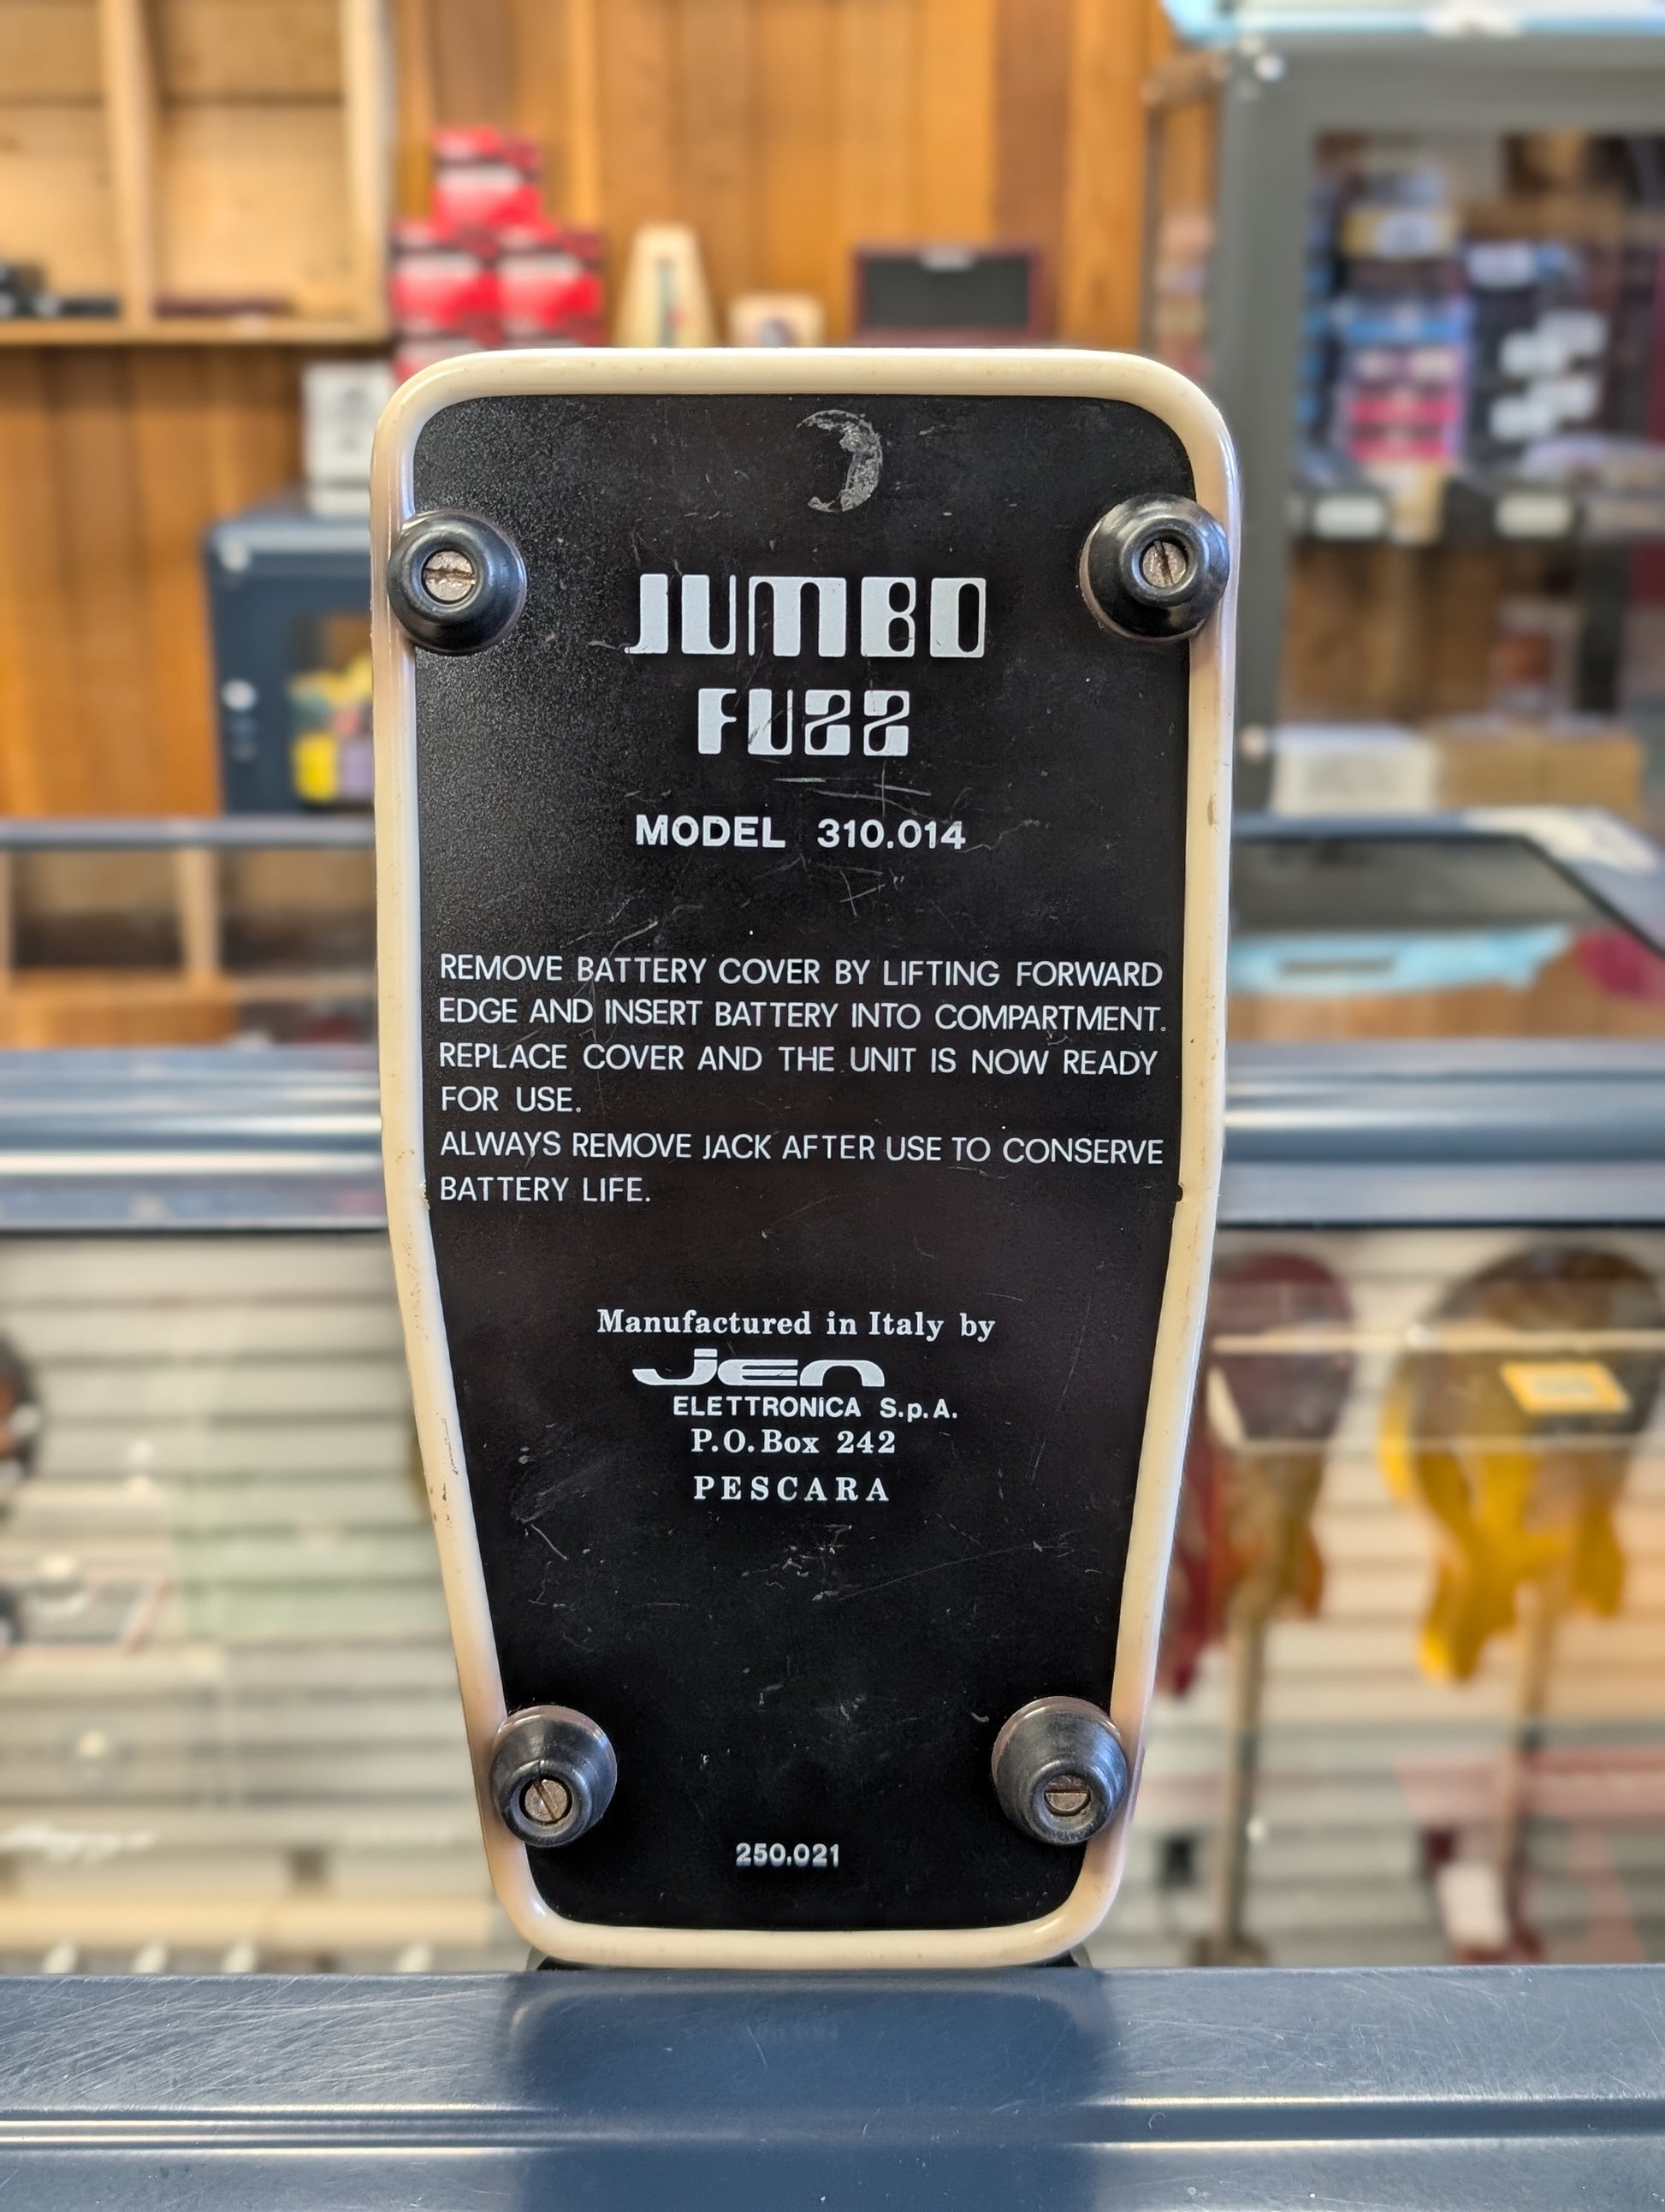 JUMBO
FUZZ
MODEL 310.014
REMOVE BATTERY COVER BY LIFTING FORWARD
EDGE AND INSERT BATTERY INTO COMPARTMENT.
REPLACE COVER AND THE UNIT IS NOW READY
FOR USE.
ALWAYS REMOVE JACK AFTER USE TO CONSERVE
BATTERY LIFE.
Manufactured in Italy by
Jen
ELETTRONICA S.p.A.
P.O. Box 242
PESCARA
250.021